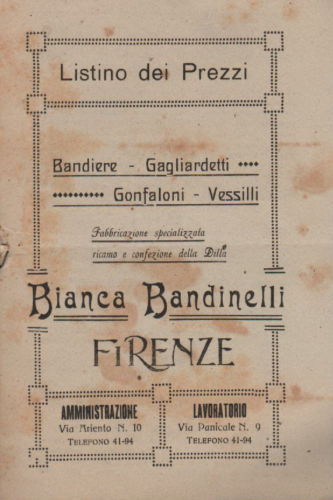 Listino dei Prezzi
Bandiere - Gagliardetti
Gonfaloni - Vessilli
Fabbricazione specializzata
ricamo e confezione della Ditta
Bianca Bandinelli
FiRENZE
AMMINISTRAZIONE
Via Ariento N. 10
TELEFONO 41-94
LAVORATORIO
Via Panicale N. 9
TELEFONO 41-94